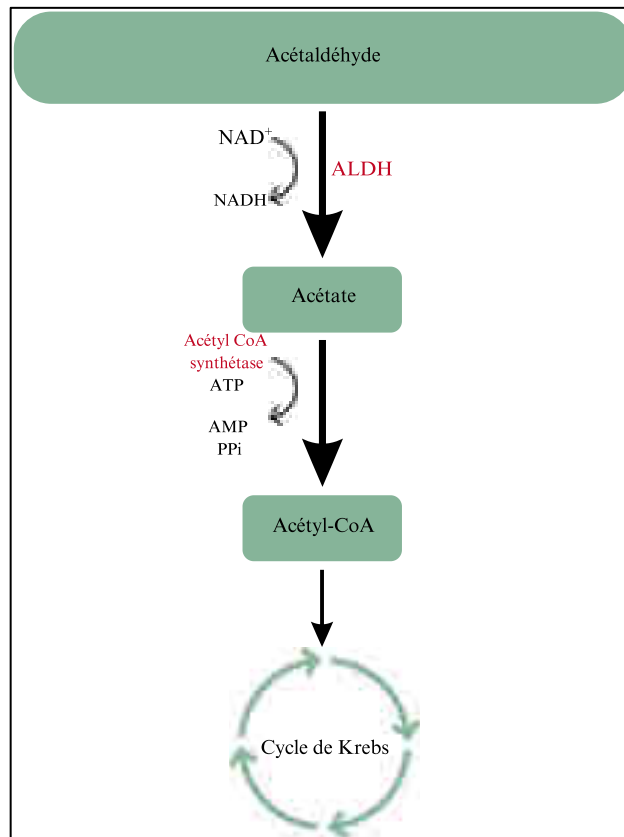 Acétaldéhyde
NAD⁺
ALDH
NADH
Acétate
Acétyl CoA
synthétase
ATP
AMP
PPi
Acétyl-CoA
Cycle de Krebs